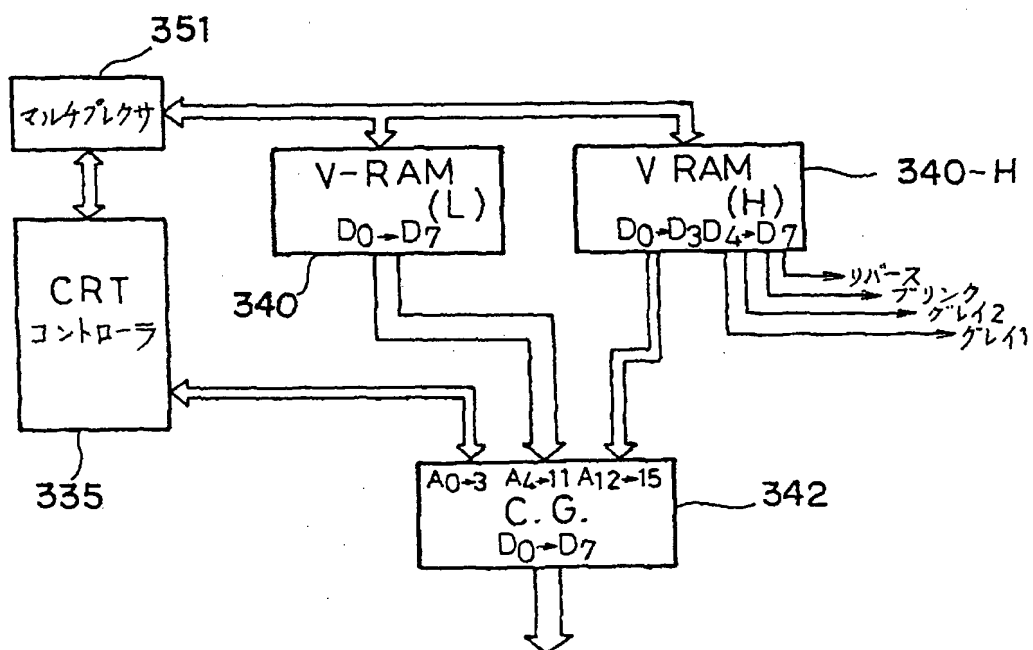 351
マルチプレクサ
V-RAM
(L)
D0→D7
V RAM
(H)
D0→D3 D4→D7
340-H
リバース
ブリンク
グレイ2
グレイ1
340
CRT
コントローラ
335
A0→3 A4→11 A12→15
C.G.
D0→D7
342